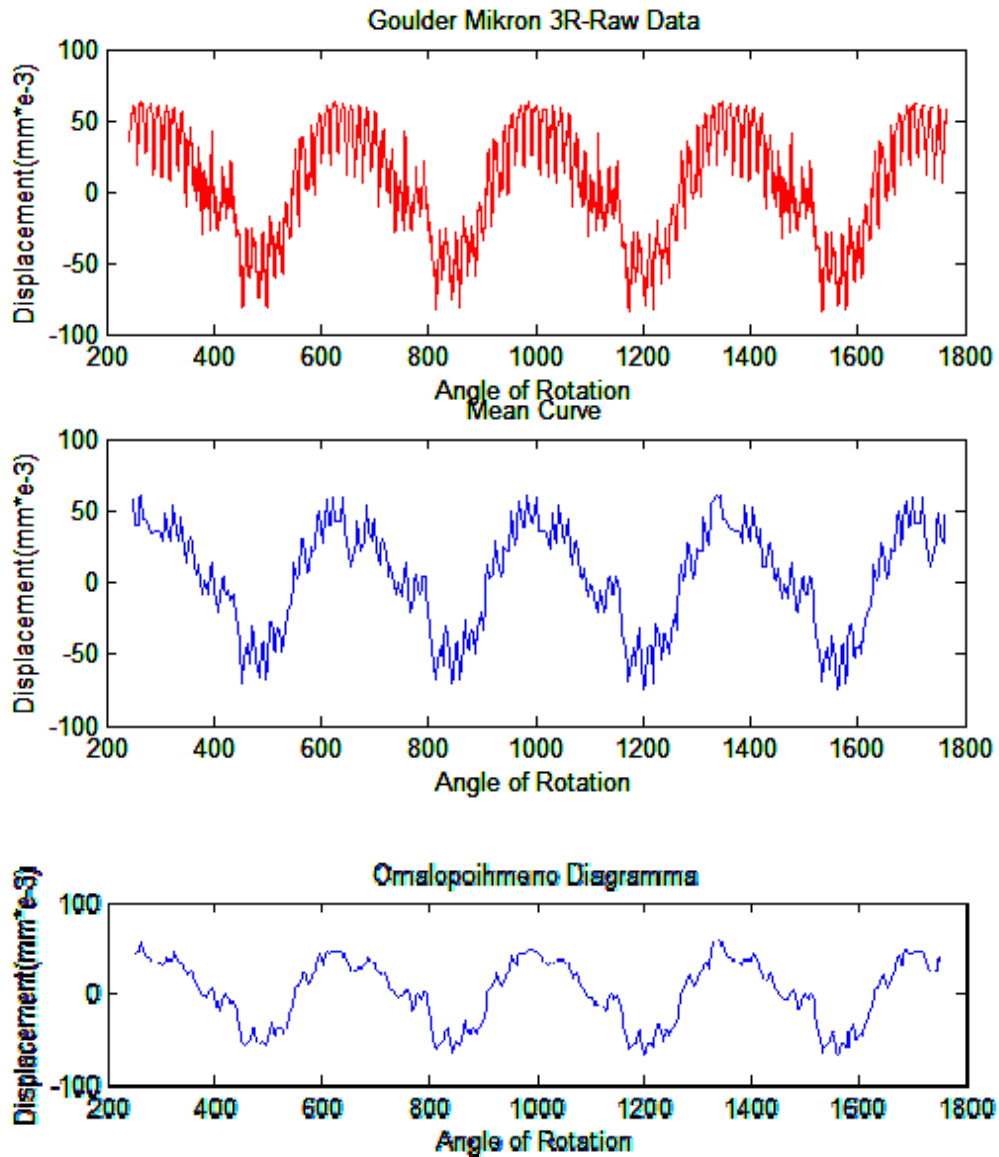 Goulder Mikron 3R-Raw Data
Displacement(mm*e-3)
100
50
0
-50
-100
200 400 600 800 1000 1200 1400 1600 1800
Angle of Rotation
Mean Curve
Displacement(mm*e-3)
100
50
0
-50
-100
200 400 600 800 1000 1200 1400 1600 1800
Angle of Rotation
Omalopoihmeno Diagramma
Displacement(mm*e-3)
100
0
-100
200 400 600 800 1000 1200 1400 1600 1800
Angle of Rotation